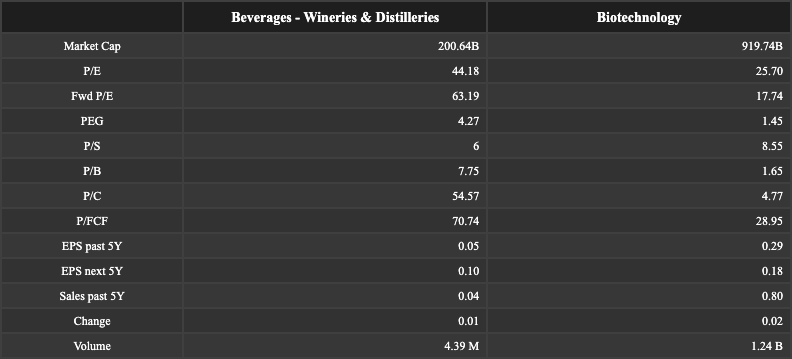 Beverages - Wineries & Distilleries Biotechnology
Market Cap 200.64B 919.74B
P/E 44.18 25.70
Fwd P/E 63.19 17.74
PEG 4.27 1.45
P/S 6 8.55
P/B 7.75 1.65
P/C 54.57 4.77
P/FCF 70.74 28.95
EPS past 5Y 0.05 0.29
EPS next 5Y 0.10 0.18
Sales past 5Y 0.04 0.80
Change 0.01 0.02
Volume 4.39 M 1.24 B